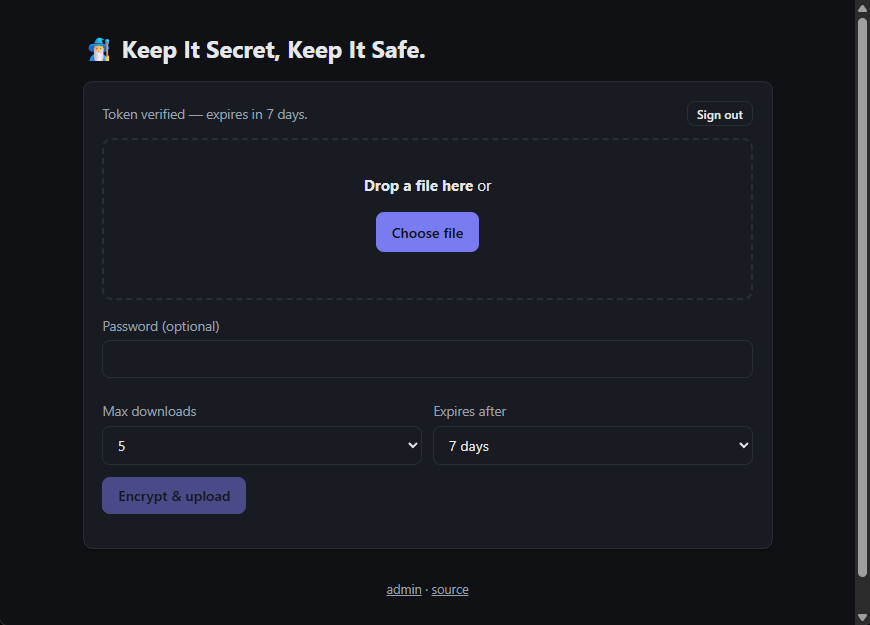 Keep It Secret, Keep It Safe.
Token verified — expires in 7 days.
Sign out
Drop a file here or
Choose file
Password (optional)
Max downloads
Expires after
5
7 days
Encrypt & upload
admin · source